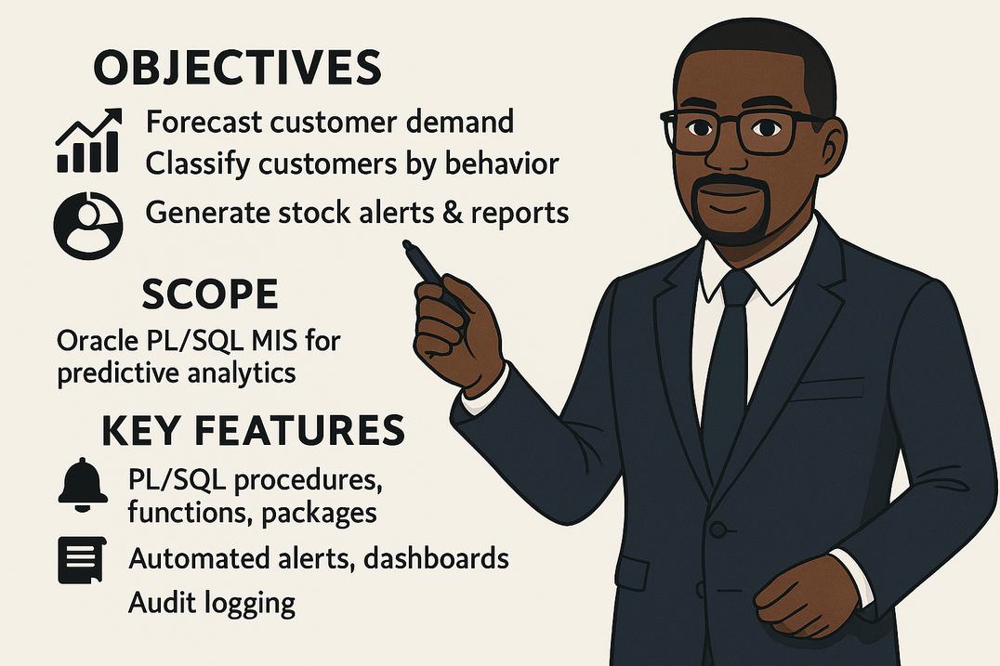 OBJECTIVES
Forecast customer demand
Classify customers by behavior
Generate stock alerts & reports
SCOPE
Oracle PL/SQL MIS for
predictive analytics
KEY FEATURES
PL/SQL procedures,
functions, packages
Automated alerts, dashboards
Audit logging